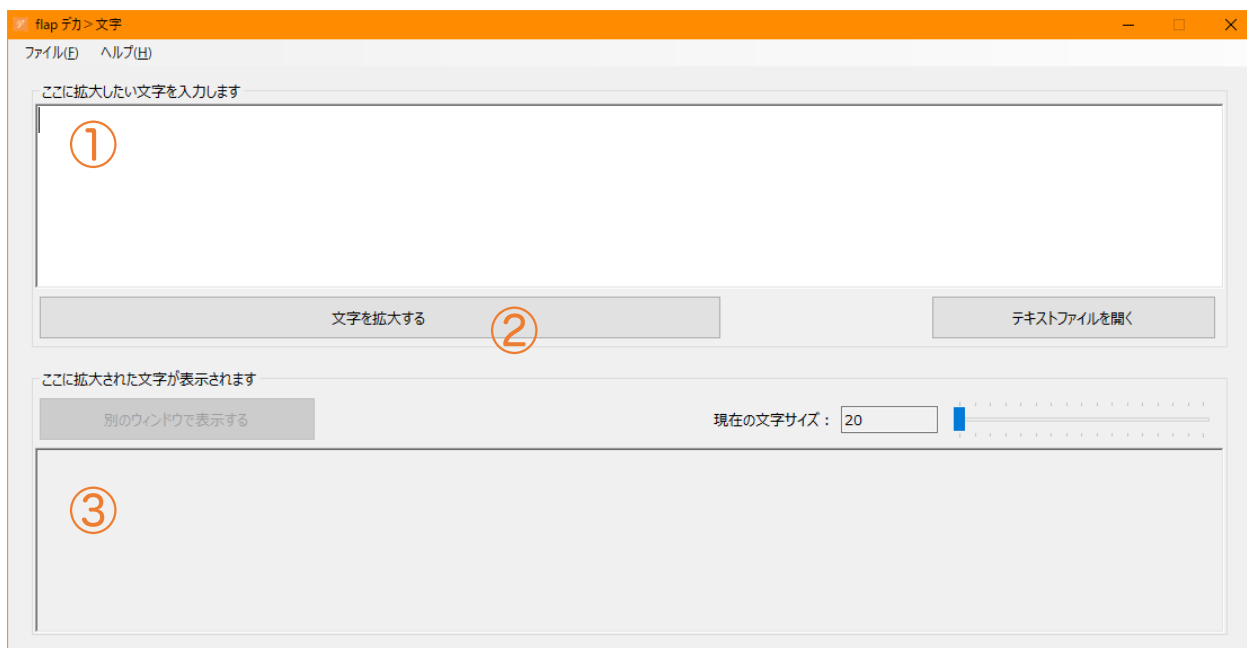 flap デカ＞文字
ファイル(F) ヘルプ(H)
ここに拡大したい文字を入力します
①
文字を拡大する ② テキストファイルを開く
ここに拡大された文字が表示されます
別のウィンドウで表示する 現在の文字サイズ： 20
③